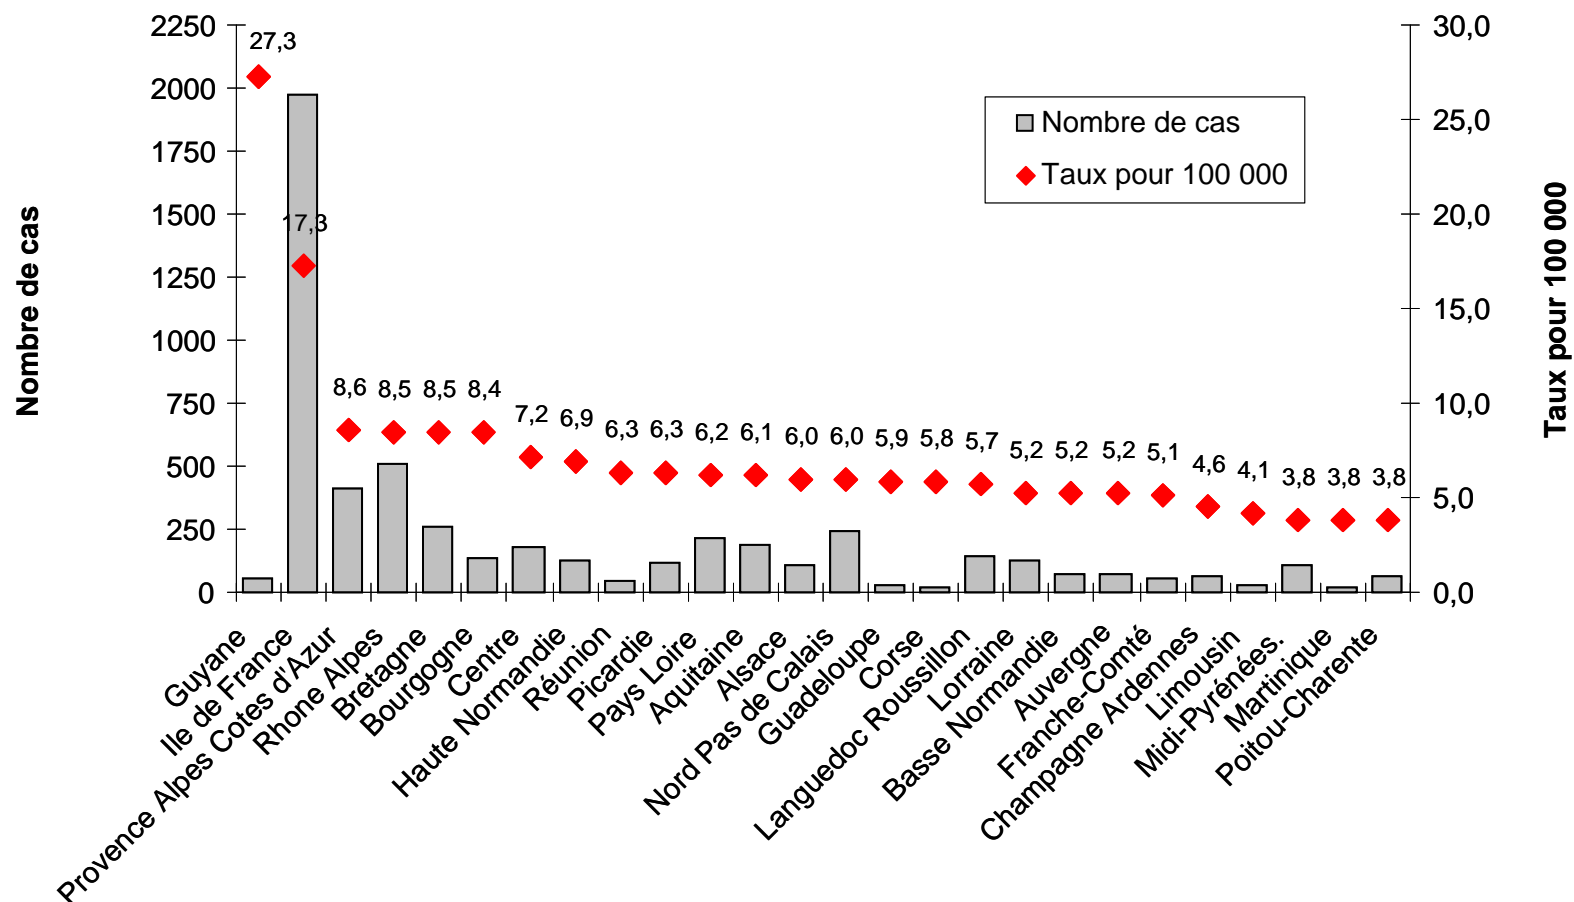 Nombre de cas
2250
2000
1750
1500
1250
1000
750
500
250
0
30,0
25,0
20,0
15,0
10,0
5,0
0,0
Taux pour 100 000
Nombre de cas
Taux pour 100 000
27,3
17,3
8,6
8,5
8,5
8,4
7,2
6,9
6,3
6,3
6,2
6,1
6,0
6,0
5,9
5,8
5,7
5,2
5,2
5,2
5,1
4,6
4,1
3,8
3,8
3,8
Guyane
Ile de France
Provence Alpes Cotes d'Azur
Rhone Alpes
Bretagne
Bourgogne
Centre
Haute Normandie
Réunion
Picardie
Pays Loire
Aquitaine
Alsace
Nord Pas de Calais
Guadeloupe
Corse
Languedoc Roussillon
Lorraine
Basse Normandie
Auvergne
Franche-Comté
Champagne Ardennes
Limousin
Midi-Pyrénées.
Martinique
Poitou-Charente